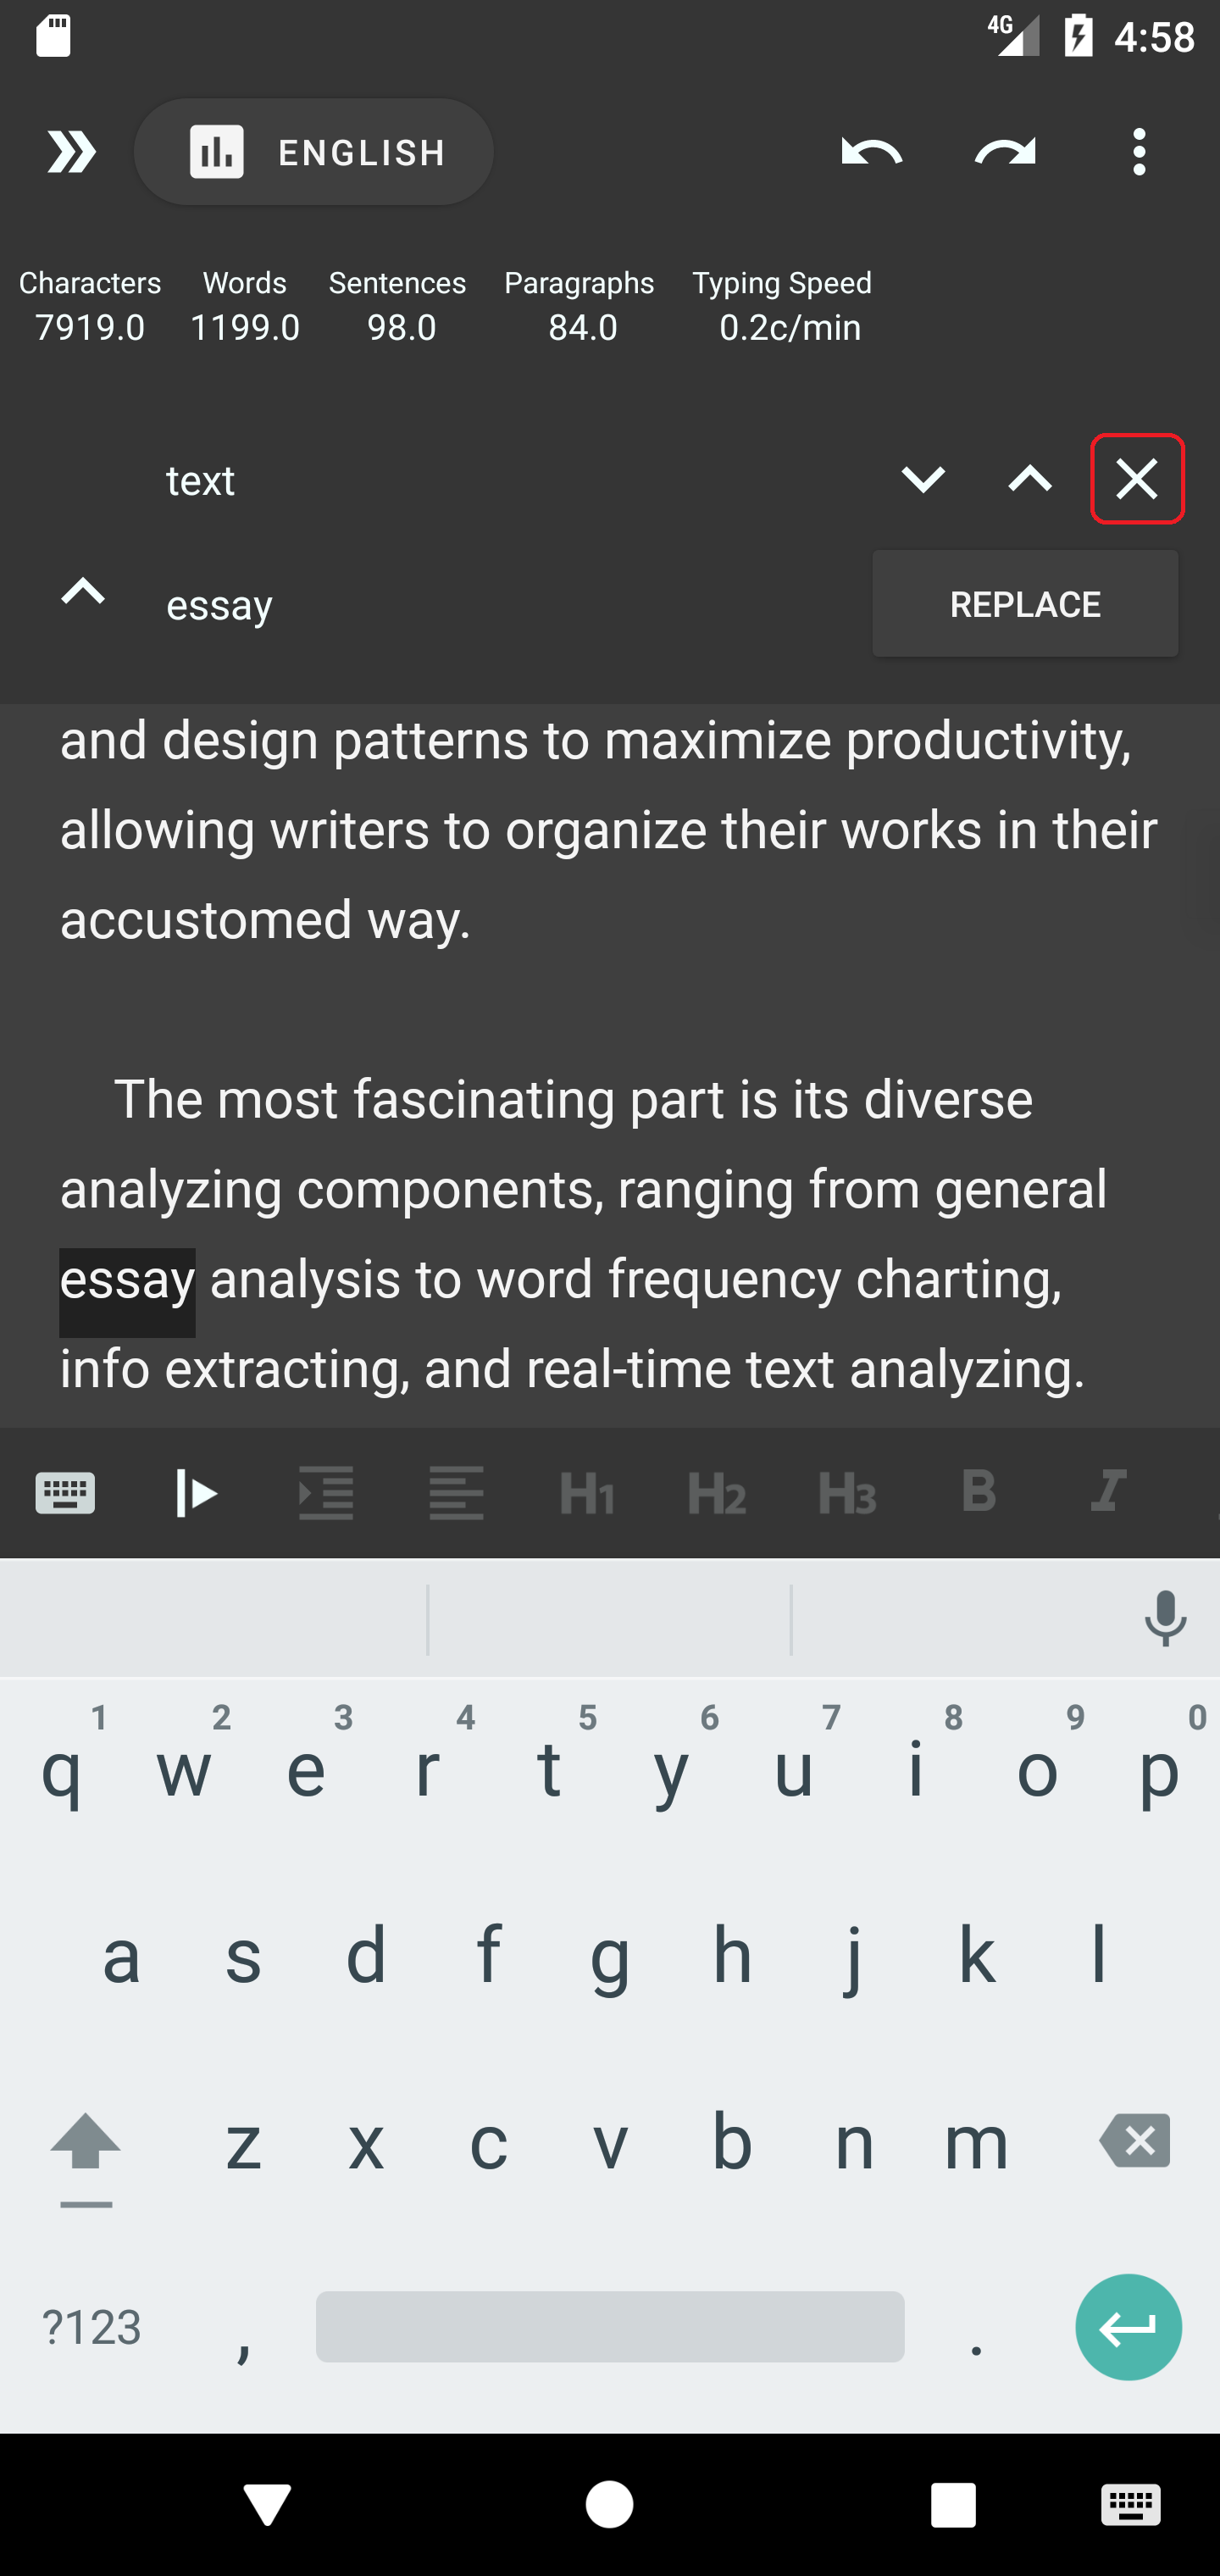 4G 4:58
ENGLISH
Characters Words Sentences Paragraphs Typing Speed
7919.0 1199.0 98.0 84.0 0.2c/min
text
essay REPLACE
and design patterns to maximize productivity,
allowing writers to organize their works in their
accustomed way.
The most fascinating part is its diverse
analyzing components, ranging from general
essay analysis to word frequency charting,
info extracting, and real-time text analyzing.
H1 H2 H3 B I
1 2 3 4 5 6 7 8 9 0
q w e r t y u i o p
a s d f g h j k l
z x c v b n m
?123 , .